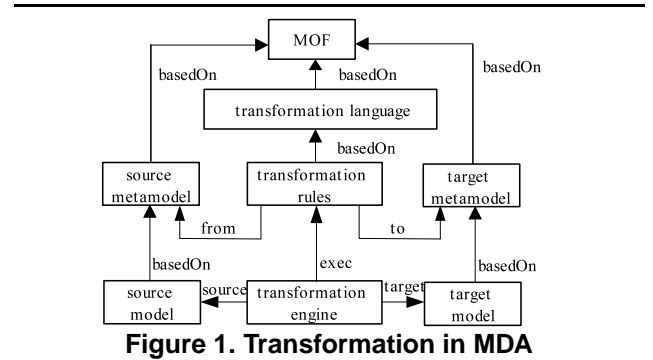 MOF
basedOn
basedOn
basedOn
transformation language
basedOn
source
metamodel
transformation
rules
target
metamodel
from
to
basedOn
exec
basedOn
source
model
source
transformation
engine
target
target
model
Figure 1. Transformation in MDA